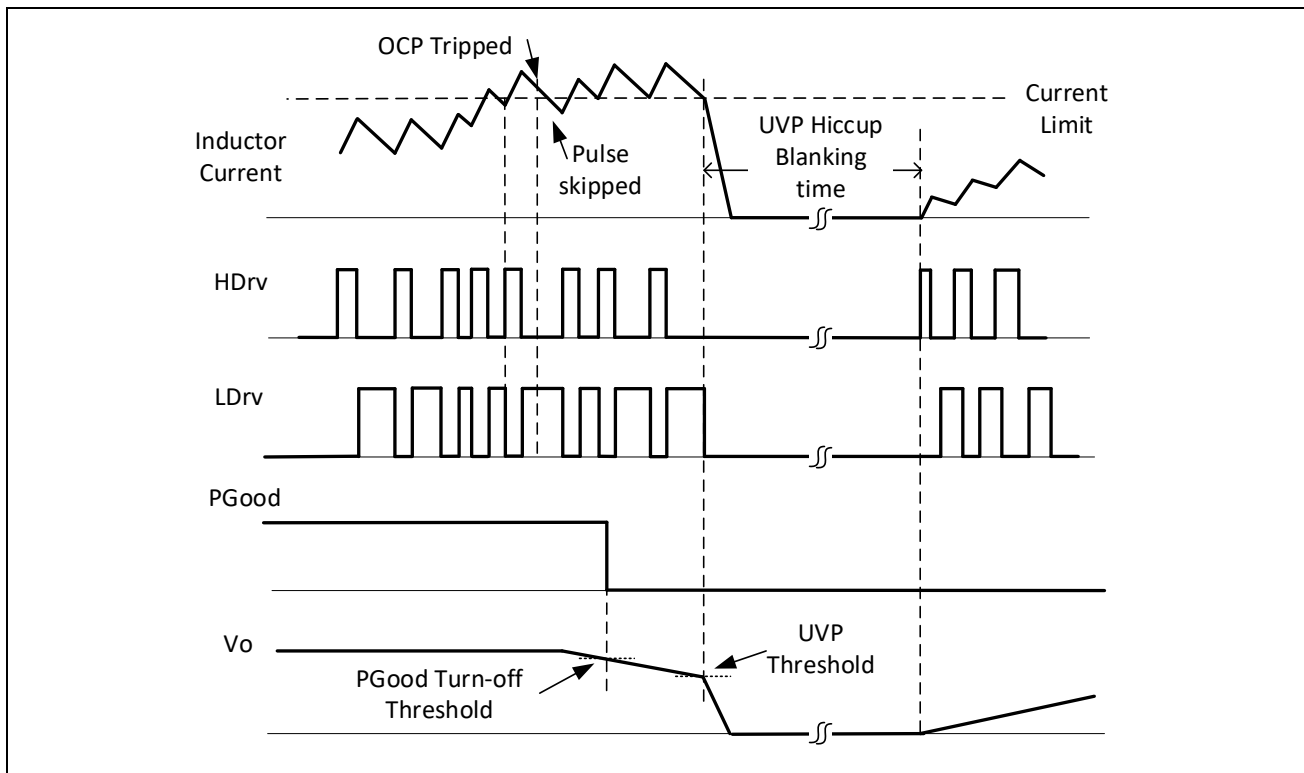 OCP Tripped
Current
Limit
UVP Hiccup
Blanking
time
Inductor
Current
Pulse
skipped
HDrv
LDrv
PGood
Vo
UVP
Threshold
PGood Turn-off
Threshold